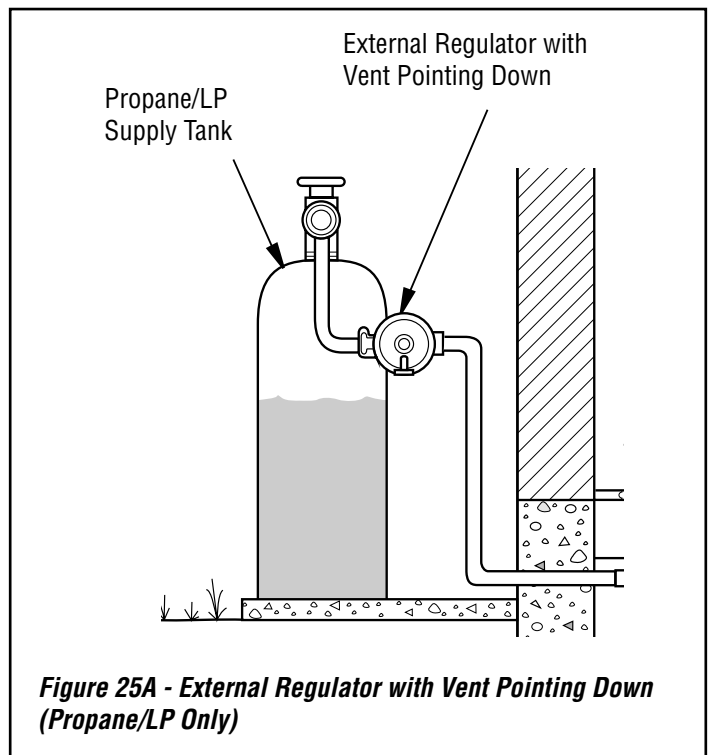 External Regulator with
Vent Pointing Down
Propane/LP
Supply Tank
Figure 25A - External Regulator with Vent Pointing Down
(Propane/LP Only)